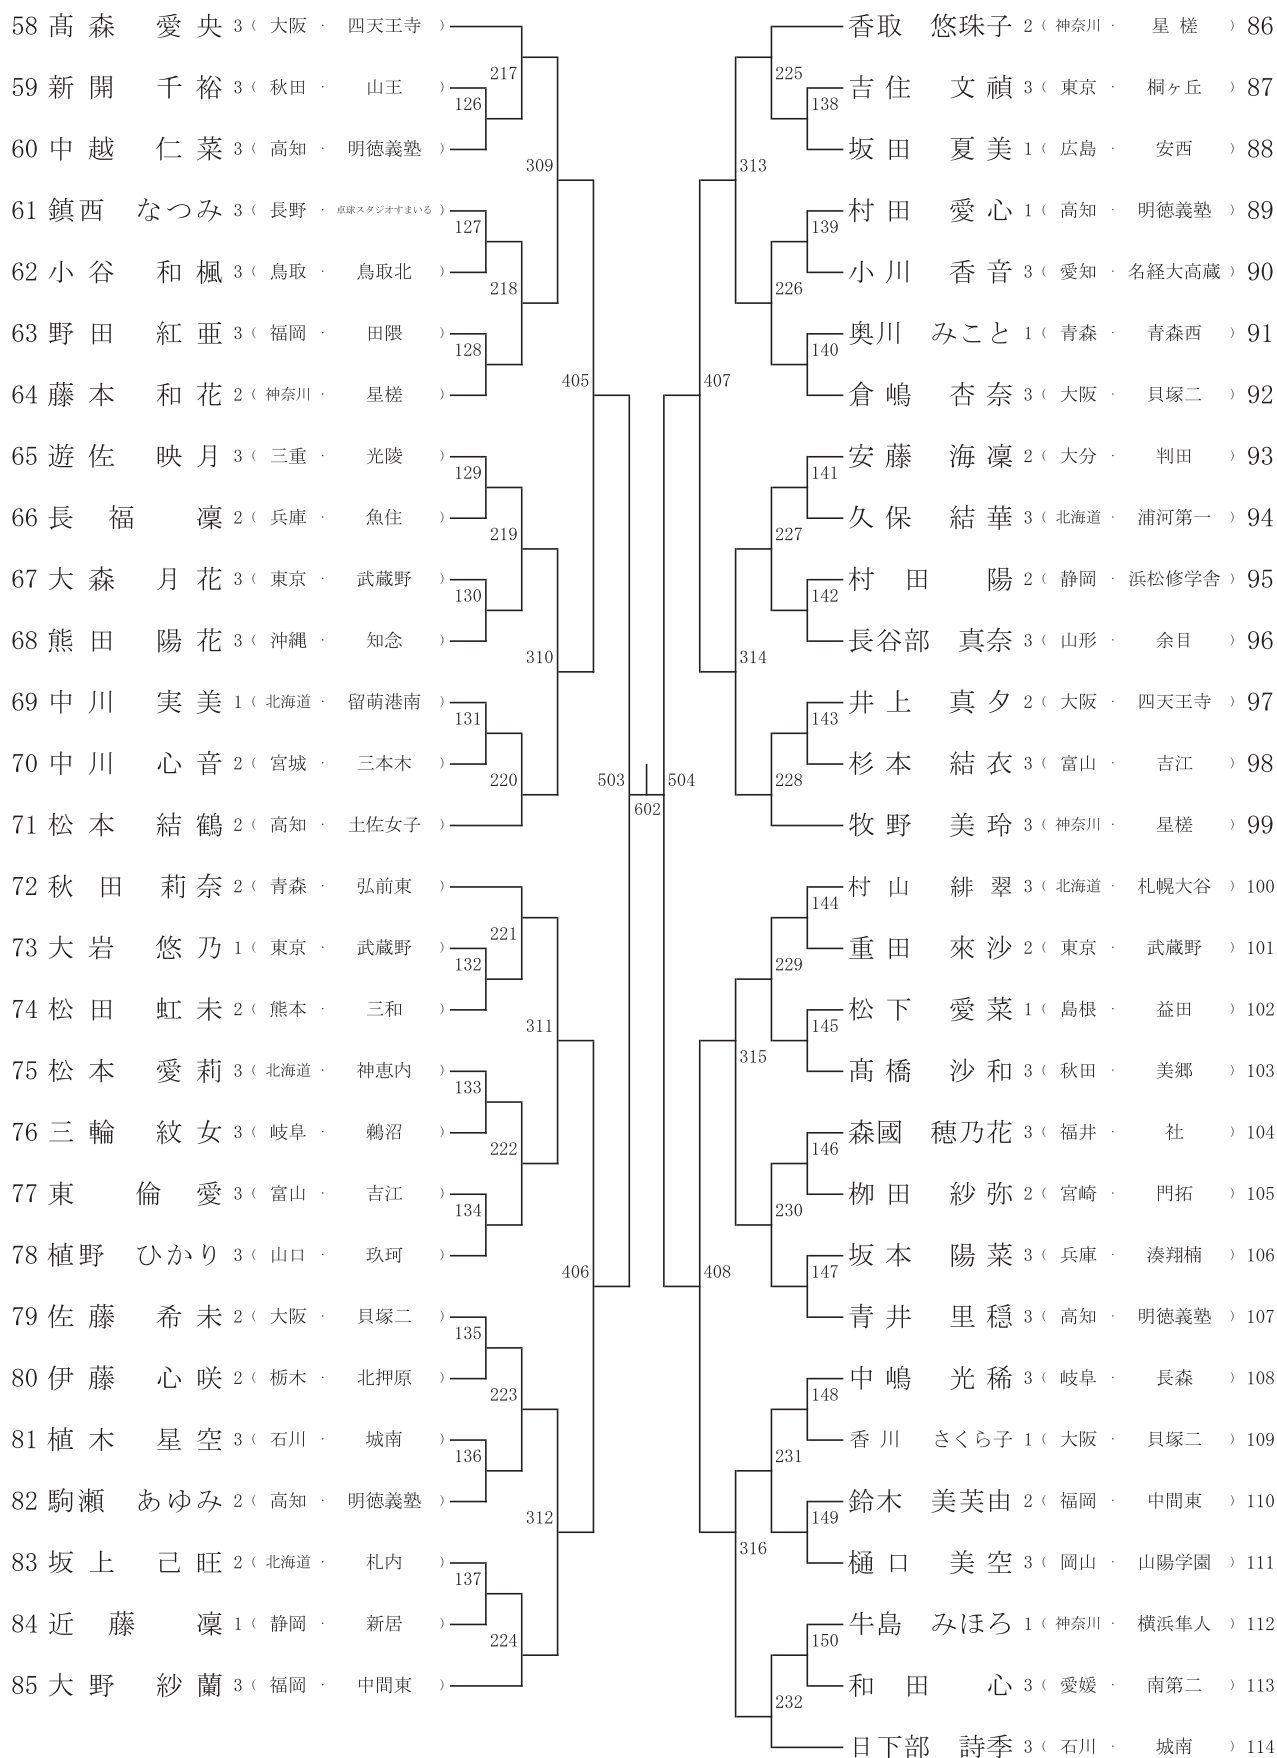 58 髙森 愛央 3（大阪・四天王寺）
59 新開 千裕 3（秋田・山王）
60 中越 仁菜 3（高知・明徳義塾）
61 鎮西 なつみ 3（長野・卓球スタジオすまいる）
62 小谷 和楓 3（鳥取・鳥取北）
63 野田 紅亜 3（福岡・田隈）
64 藤本 和花 2（神奈川・星槎）
65 遊佐 映月 3（三重・光陵）
66 長福 凜 2（兵庫・魚住）
67 大森 月花 3（東京・武蔵野）
68 熊田 陽花 3（沖縄・知念）
69 中川 実美 1（北海道・留萌港南）
70 中川 心音 2（宮城・三本木）
71 松本 結鶴 2（高知・土佐女子）
72 秋田 莉奈 2（青森・弘前東）
73 大岩 悠乃 1（東京・武蔵野）
74 松田 虹未 2（熊本・三和）
75 松本 愛莉 3（北海道・神恵内）
76 三輪 紋女 3（岐阜・鵜沼）
77 東 倫愛 3（富山・吉江）
78 植野 ひかり 3（山口・玖珂）
79 佐藤 希未 2（大阪・貝塚二）
80 伊藤 心咲 2（栃木・北押原）
81 植木 星空 3（石川・城南）
82 駒瀬 あゆみ 2（高知・明徳義塾）
83 坂上 己旺 2（北海道・札内）
84 近藤 凜 1（静岡・新居）
85 大野 紗蘭 3（福岡・中間東）
126
127
128
129
130
131
132
133
134
135
136
137
217
218
219
220
221
222
223
224
309
310
311
312
405
406
503
602
504
407
408
313
314
315
316
225
226
227
228
229
230
231
232
138
139
140
141
142
143
144
145
146
147
148
149
150
香取 悠珠子 2（神奈川・星槎）86
吉住 文禎 3（東京・桐ヶ丘）87
坂田 夏美 1（広島・安西）88
村田 愛心 1（高知・明徳義塾）89
小川 香音 3（愛知・名経大高蔵）90
奥川 みこと 1（青森・青森西）91
倉嶋 杏奈 3（大阪・貝塚二）92
安藤 海凜 2（大分・判田）93
久保 結華 3（北海道・浦河第一）94
村田 陽 2（静岡・浜松修学舎）95
長谷部 真奈 3（山形・余目）96
井上 真夕 2（大阪・四天王寺）97
杉本 結衣 3（富山・吉江）98
牧野 美玲 3（神奈川・星槎）99
村山 緋翠 3（北海道・札幌大谷）100
重田 來沙 2（東京・武蔵野）101
松下 愛菜 1（島根・益田）102
髙橋 沙和 3（秋田・美郷）103
森國 穂乃花 3（福井・社）104
栁田 紗弥 2（宮崎・門拓）105
坂本 陽菜 3（兵庫・湊翔楠）106
青井 里穏 3（高知・明徳義塾）107
中嶋 光稀 3（岐阜・長森）108
香川 さくら子 1（大阪・貝塚二）109
鈴木 美芙由 2（福岡・中間東）110
樋口 美空 3（岡山・山陽学園）111
牛島 みほろ 1（神奈川・横浜隼人）112
和田 心 3（愛媛・南第二）113
日下部 詩季 3（石川・城南）114